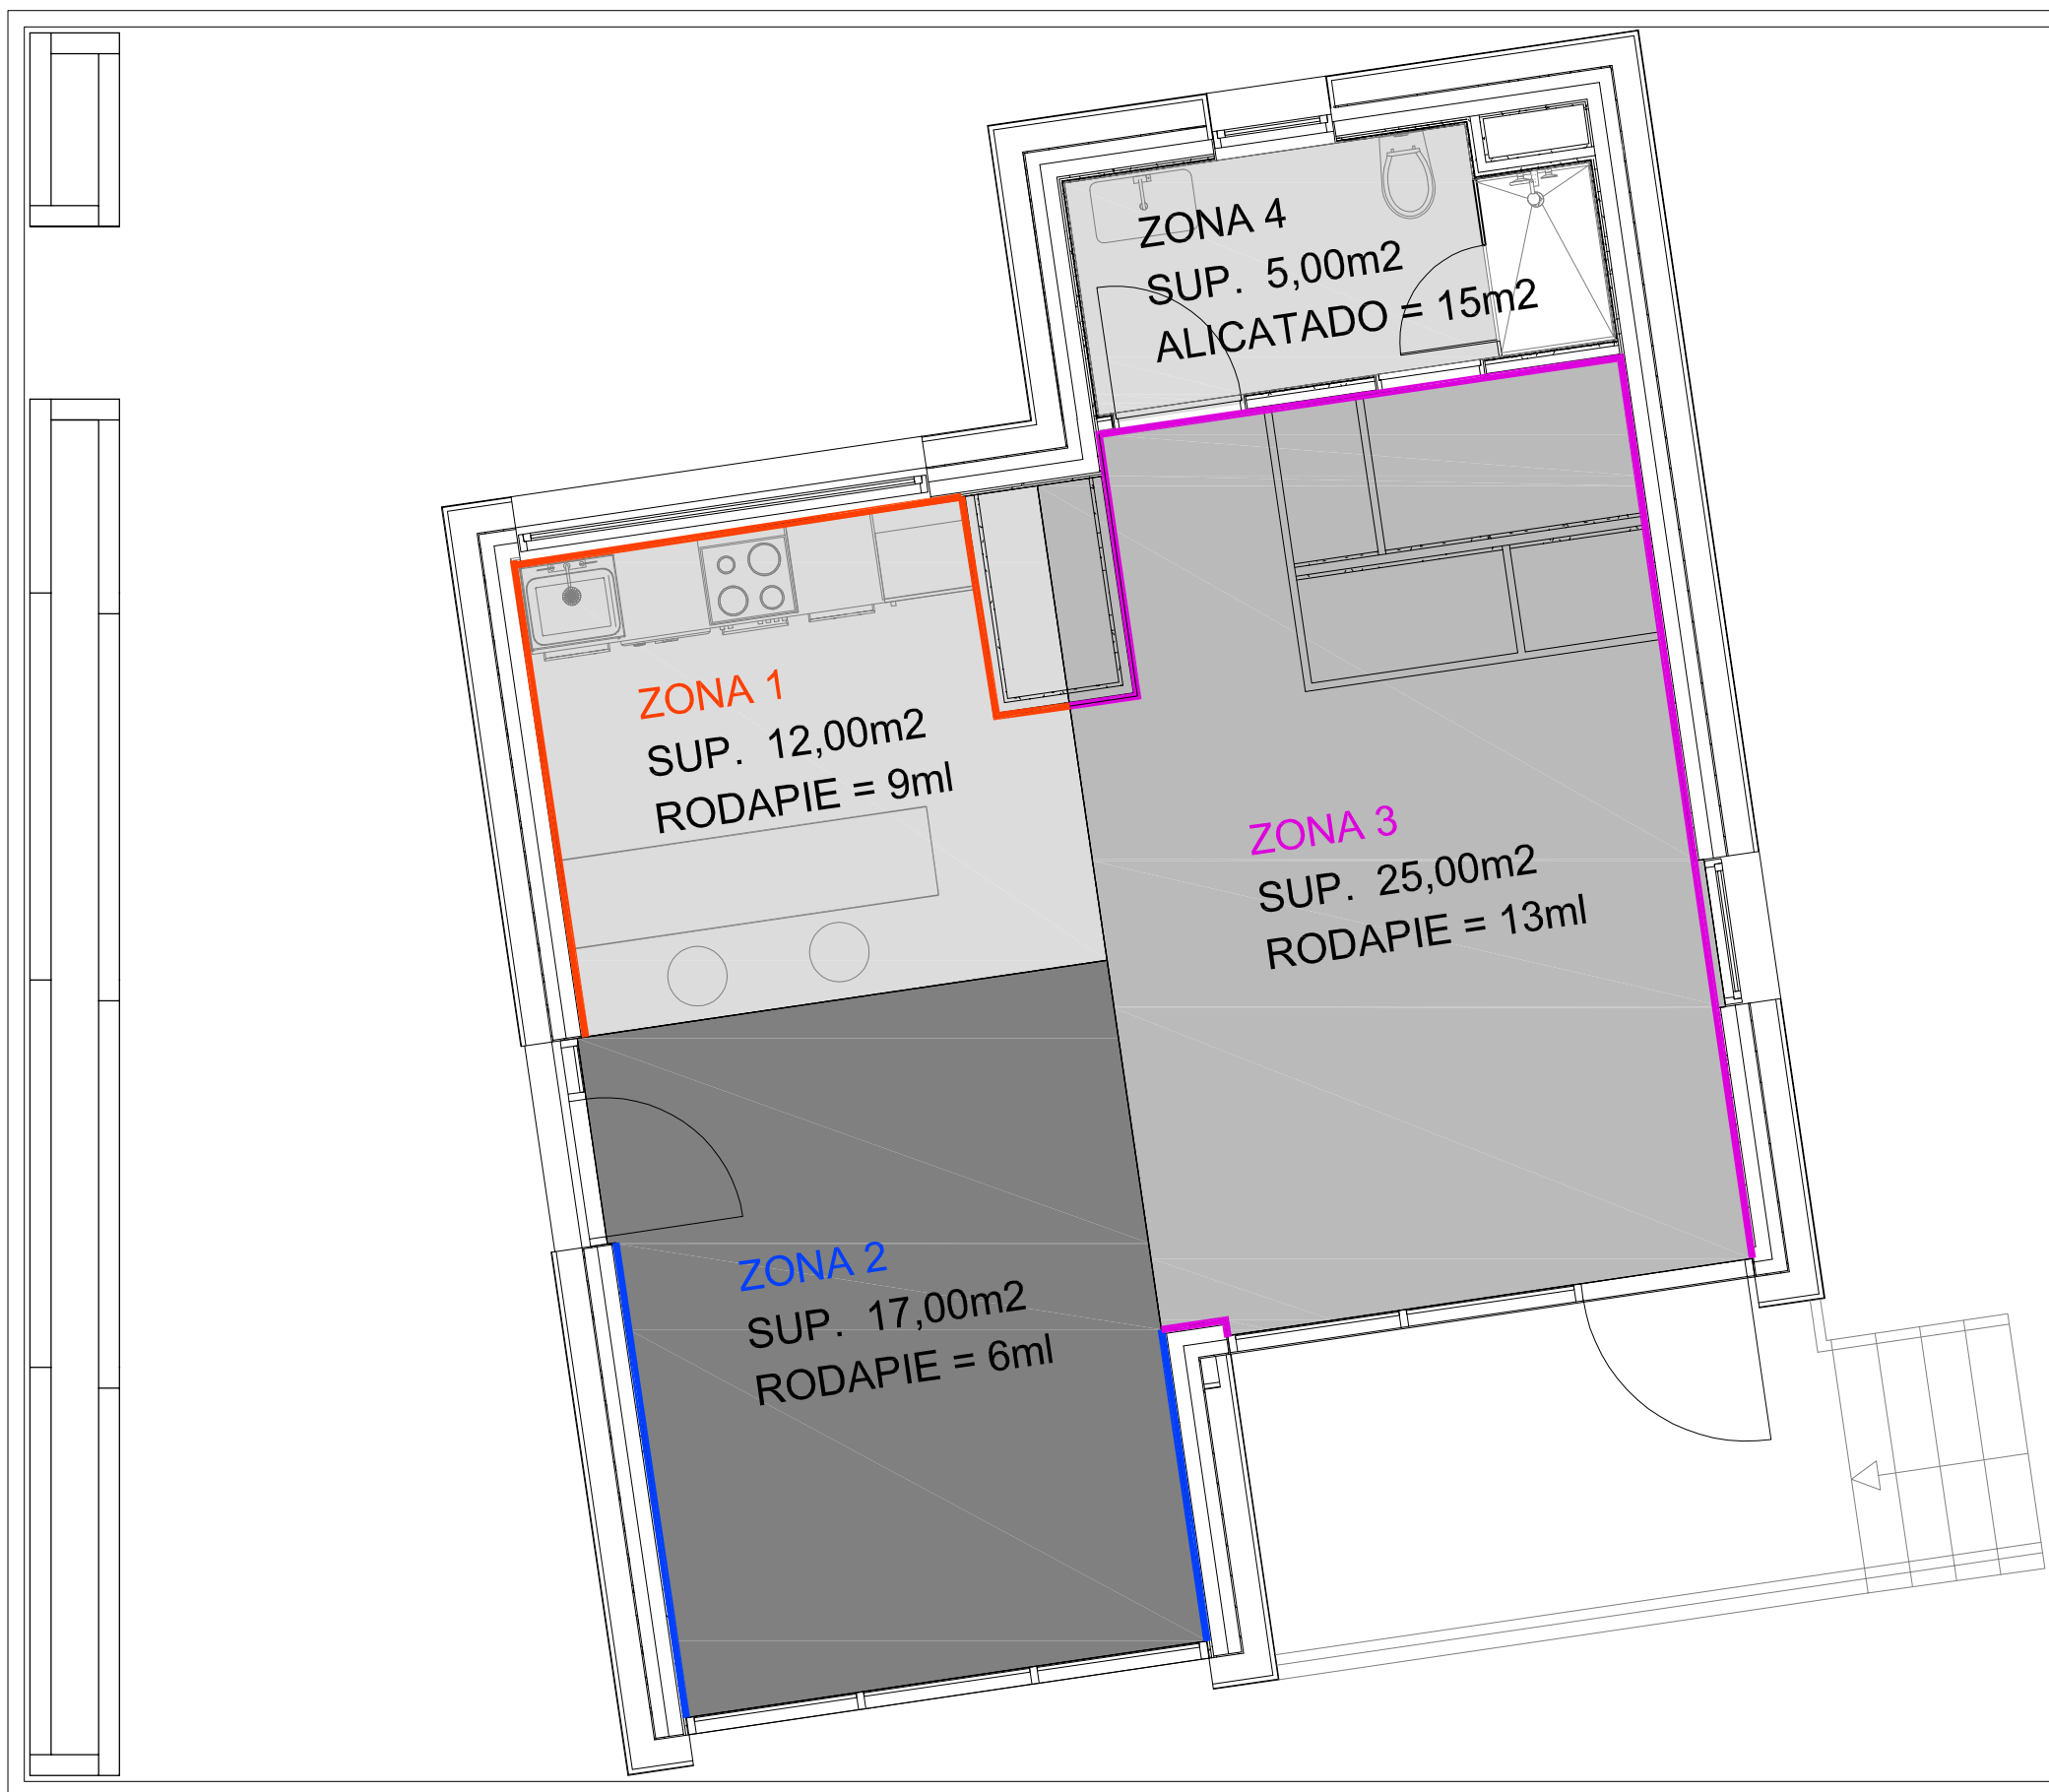 ZONA 4
SUP. 5,00m2
ALICATADO = 15m2
ZONA 1
SUP. 12,00m2
RODAPIE = 9ml
ZONA 3
SUP. 25,00m2
RODAPIE = 13ml
ZONA 2
SUP. 17,00m2
RODAPIE = 6ml